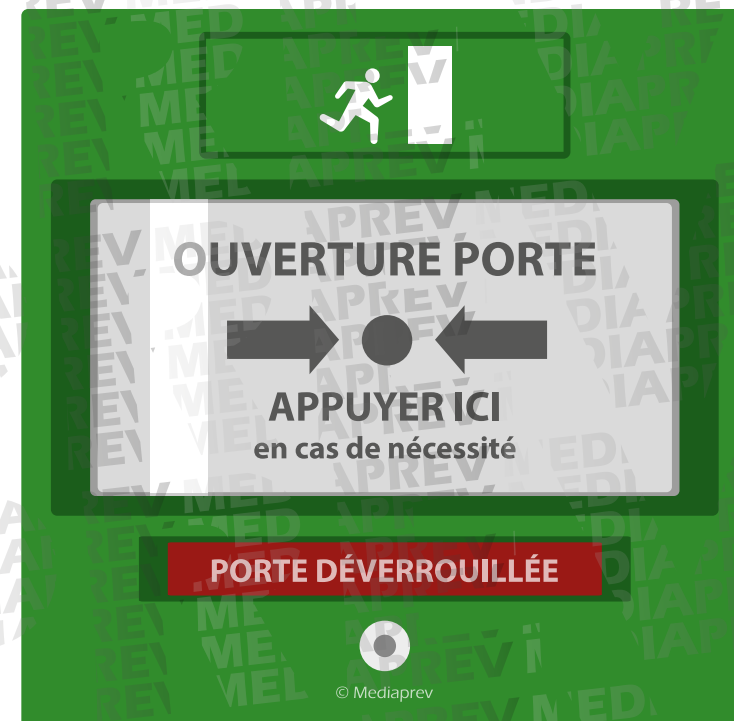 OUVERTURE PORTE
APPUYER ICI
en cas de nécessité
PORTE DÉVERROUILLÉE
© Mediaprev